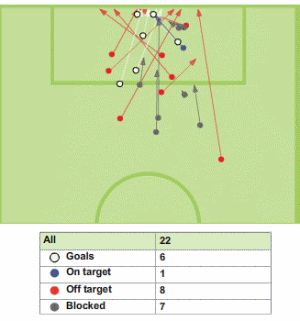 All 22
Goals 6
On target 1
Off target 8
Blocked 7